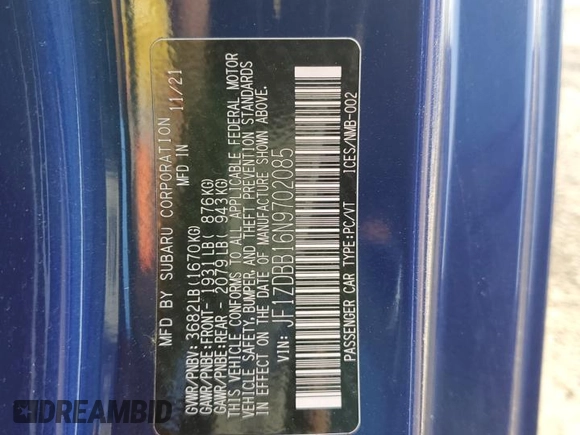 MFD BY SUBARU CORPORATION
MFD IN 11/21
GVWR/PNBV: 3682LB(1670KG)
GAWR/PNBE:FRONT- 1931LB( 876KG)
GAWR/PNBE:REAR - 2079LB( 943KG)
THIS VEHICLE CONFORMS TO ALL APPLICABLE FEDERAL MOTOR
VEHICLE SAFETY,BUMPER, AND THEFT PREVENTION STANDARDS
IN EFFECT ON THE DATE OF MANUFACTURE SHOWN ABOVE.
VIN: JF1ZDBB16N9702085
PASSENGER CAR TYPE:PC/VT ICES/NMB-002
DREAMBID